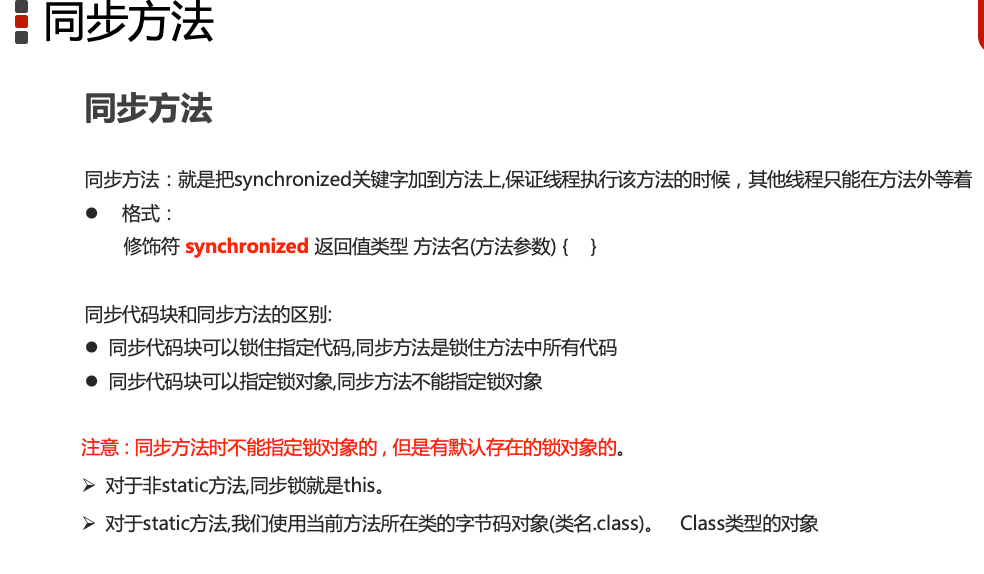 同步方法
同步方法
同步方法：就是把synchronized关键字加到方法上,保证线程执行该方法的时候，其他线程只能在方法外等着
● 格式：
修饰符 synchronized 返回值类型 方法名(方法参数) { }
同步代码块和同步方法的区别:
● 同步代码块可以锁住指定代码,同步方法是锁住方法中所有代码
● 同步代码块可以指定锁对象,同步方法不能指定锁对象
注意：同步方法时不能指定锁对象的，但是有默认存在的锁对象的。
➢ 对于非static方法,同步锁就是this。
➢ 对于static方法,我们使用当前方法所在类的字节码对象(类名.class)。 Class类型的对象